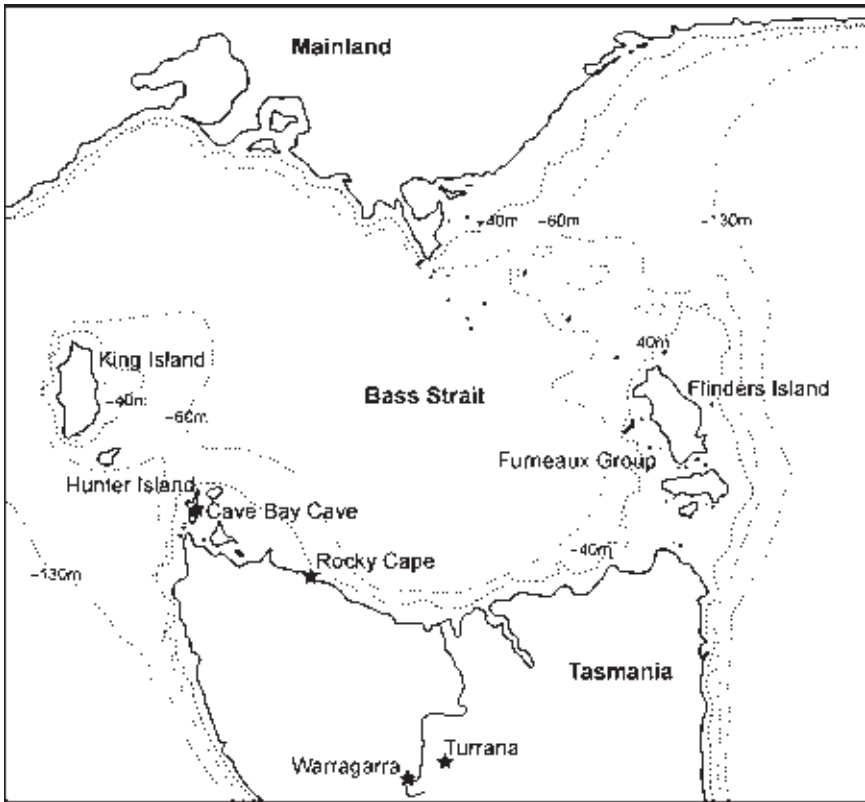 Mainland
-40m
-60m
-130m
King Island
-40m
-60m
40m
Flinders Island
Bass Strait
Furneaux Group
Hunter Island
Cave Bay Cave
-40m
Rocky Cape
-130m
Tasmania
Turrana
Warragarra